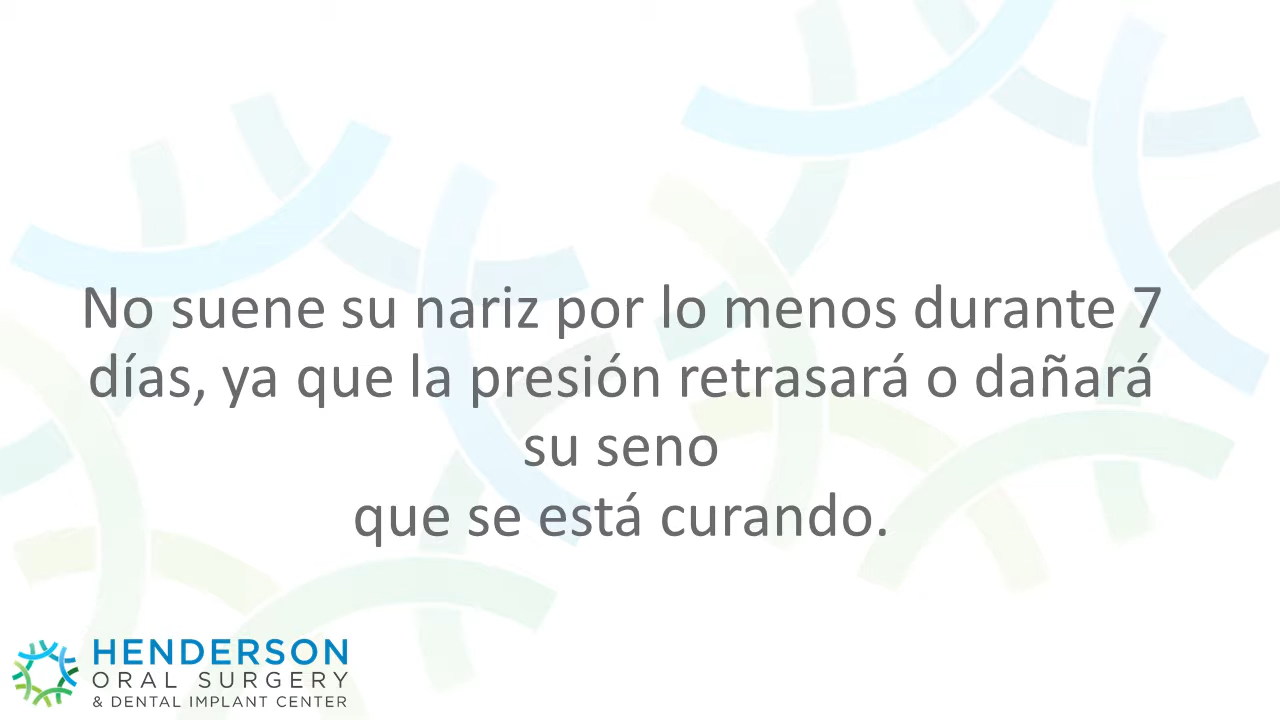 No suene su nariz por lo menos durante 7
días, ya que la presión retrasará o dañará
su seno
que se está curando.
HENDERSON
ORAL SURGERY
& DENTAL IMPLANT CENTER